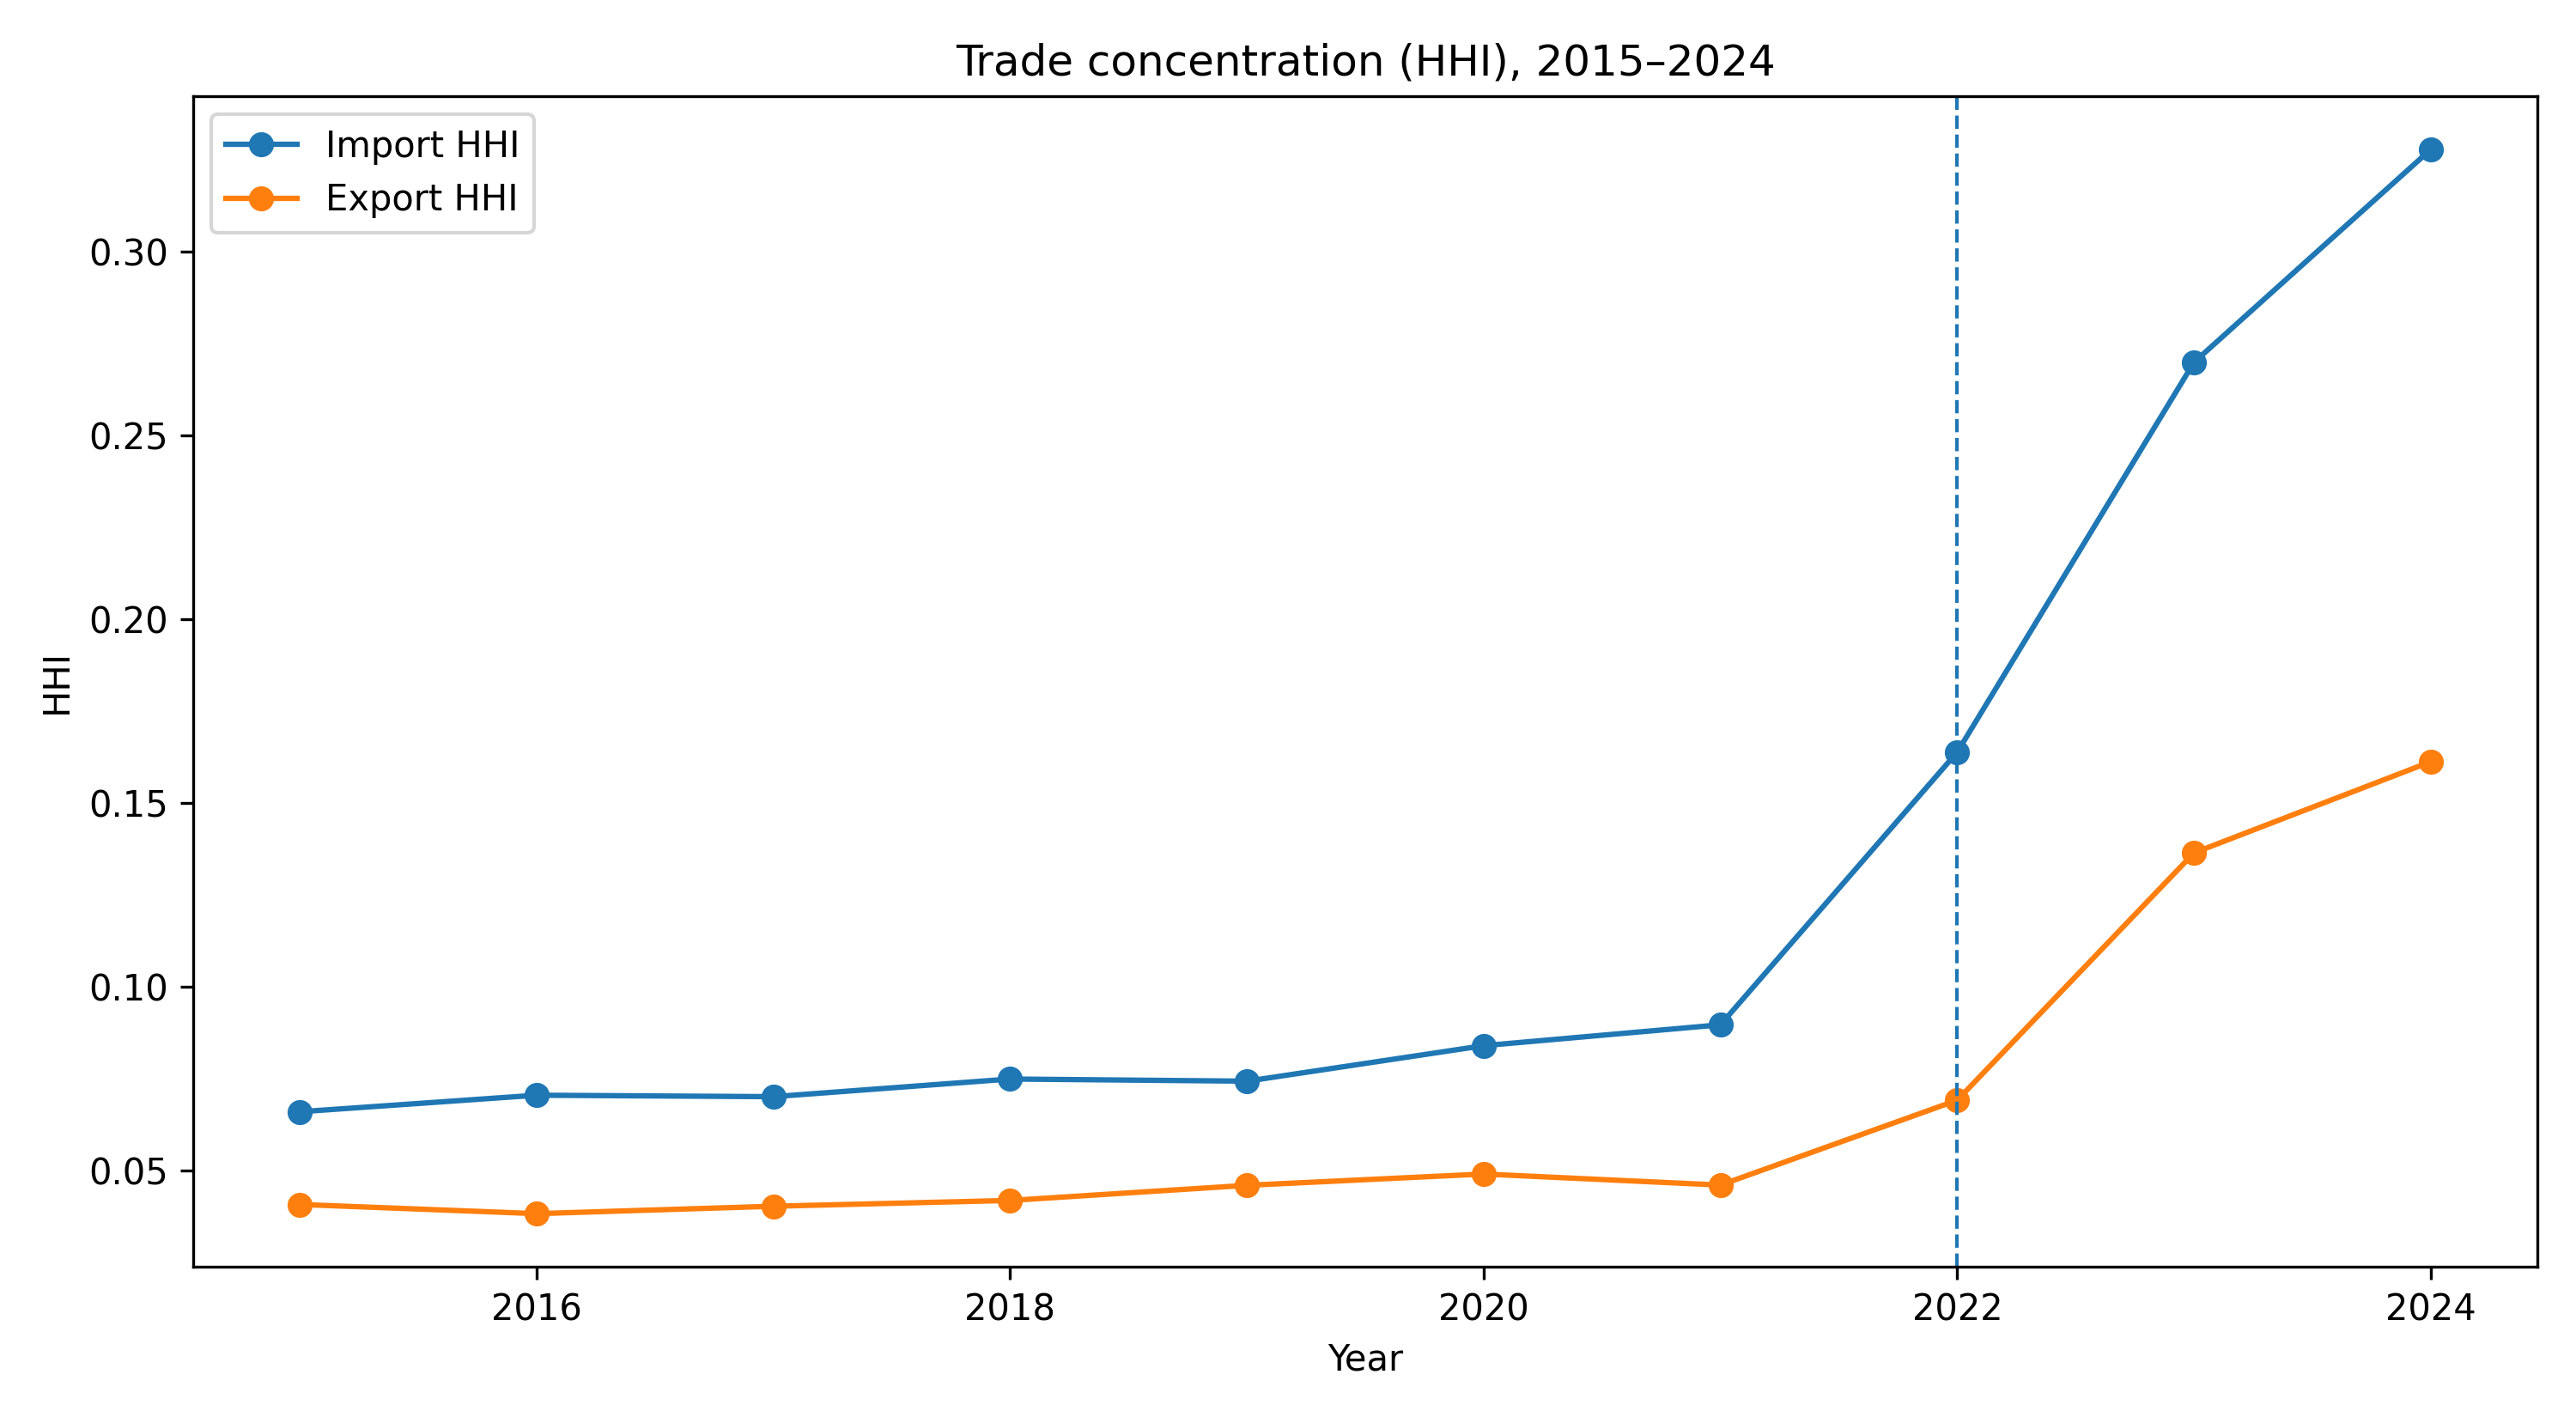 Trade concentration (HHI), 2015–2024
Import HHI
Export HHI
0.30
0.25
0.20
0.15
0.10
0.05
HHI
2016 2018 2020 2022 2024
Year